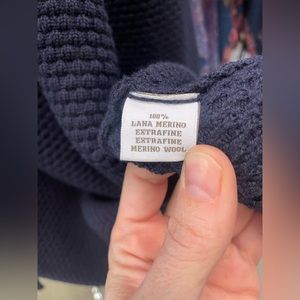 100%
LANA MERINO
EXTRAFINE
EXTRAFINE
MERINO WOOL